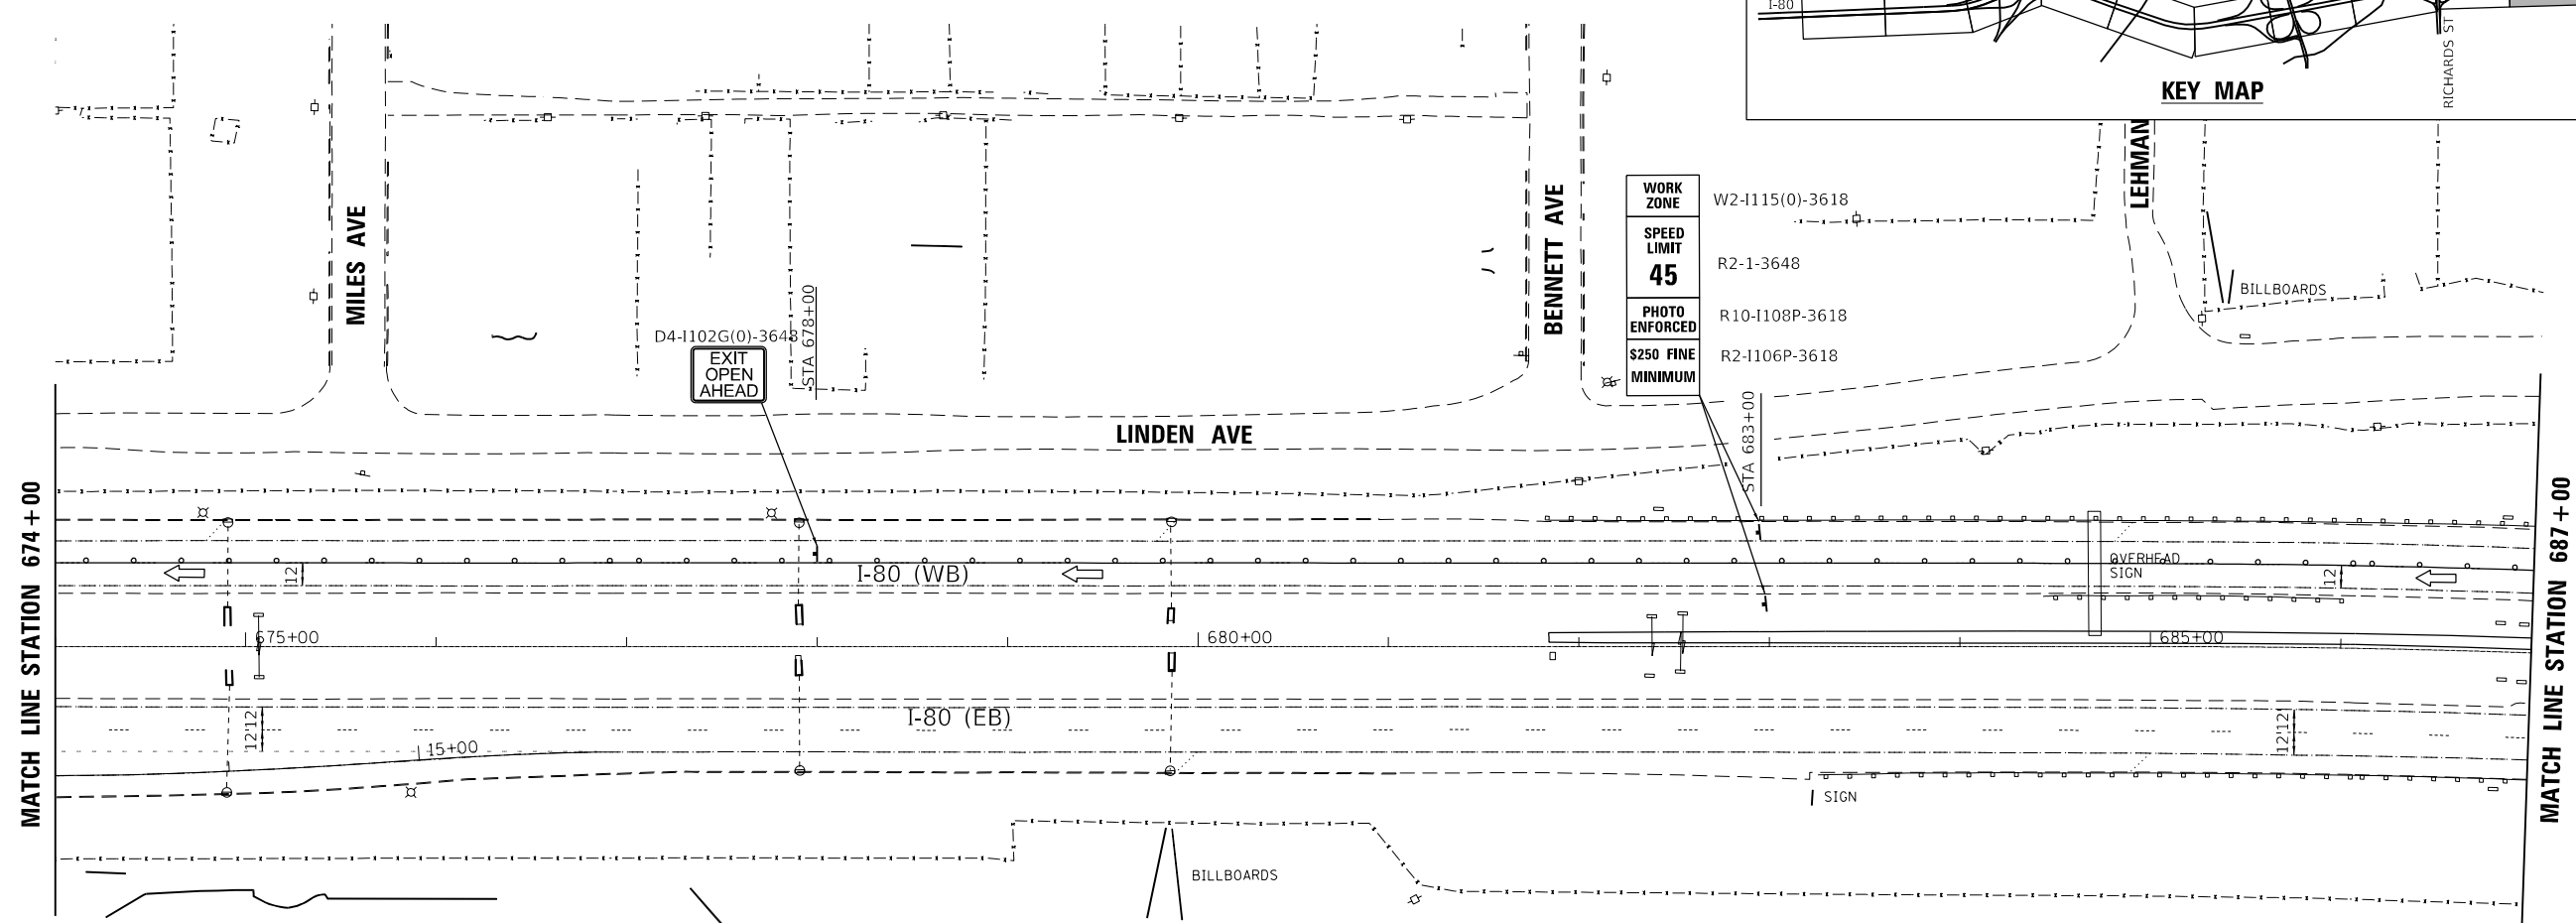 I-80
RICHARDS ST
KEY MAP
MILES AVE
BENNETT AVE
LEHMAN
WORK
ZONE
W2-I115(0)-3618
SPEED
LIMIT
45
R2-1-3648
PHOTO
ENFORCED
R10-I108P-3618
$250 FINE
MINIMUM
R2-I106P-3618
BILLBOARDS
D4-I102G(0)-3648
STA 678+00
EXIT
OPEN
AHEAD
LINDEN AVE
STA 683+00
MATCH LINE STATION 674+00
MATCH LINE STATION 687+00
OVERHEAD
SIGN
12
I-80 (WB)
12
675+00
680+00
685+00
12'12
I-80 (EB)
12'12'
15+00
SIGN
BILLBOARDS